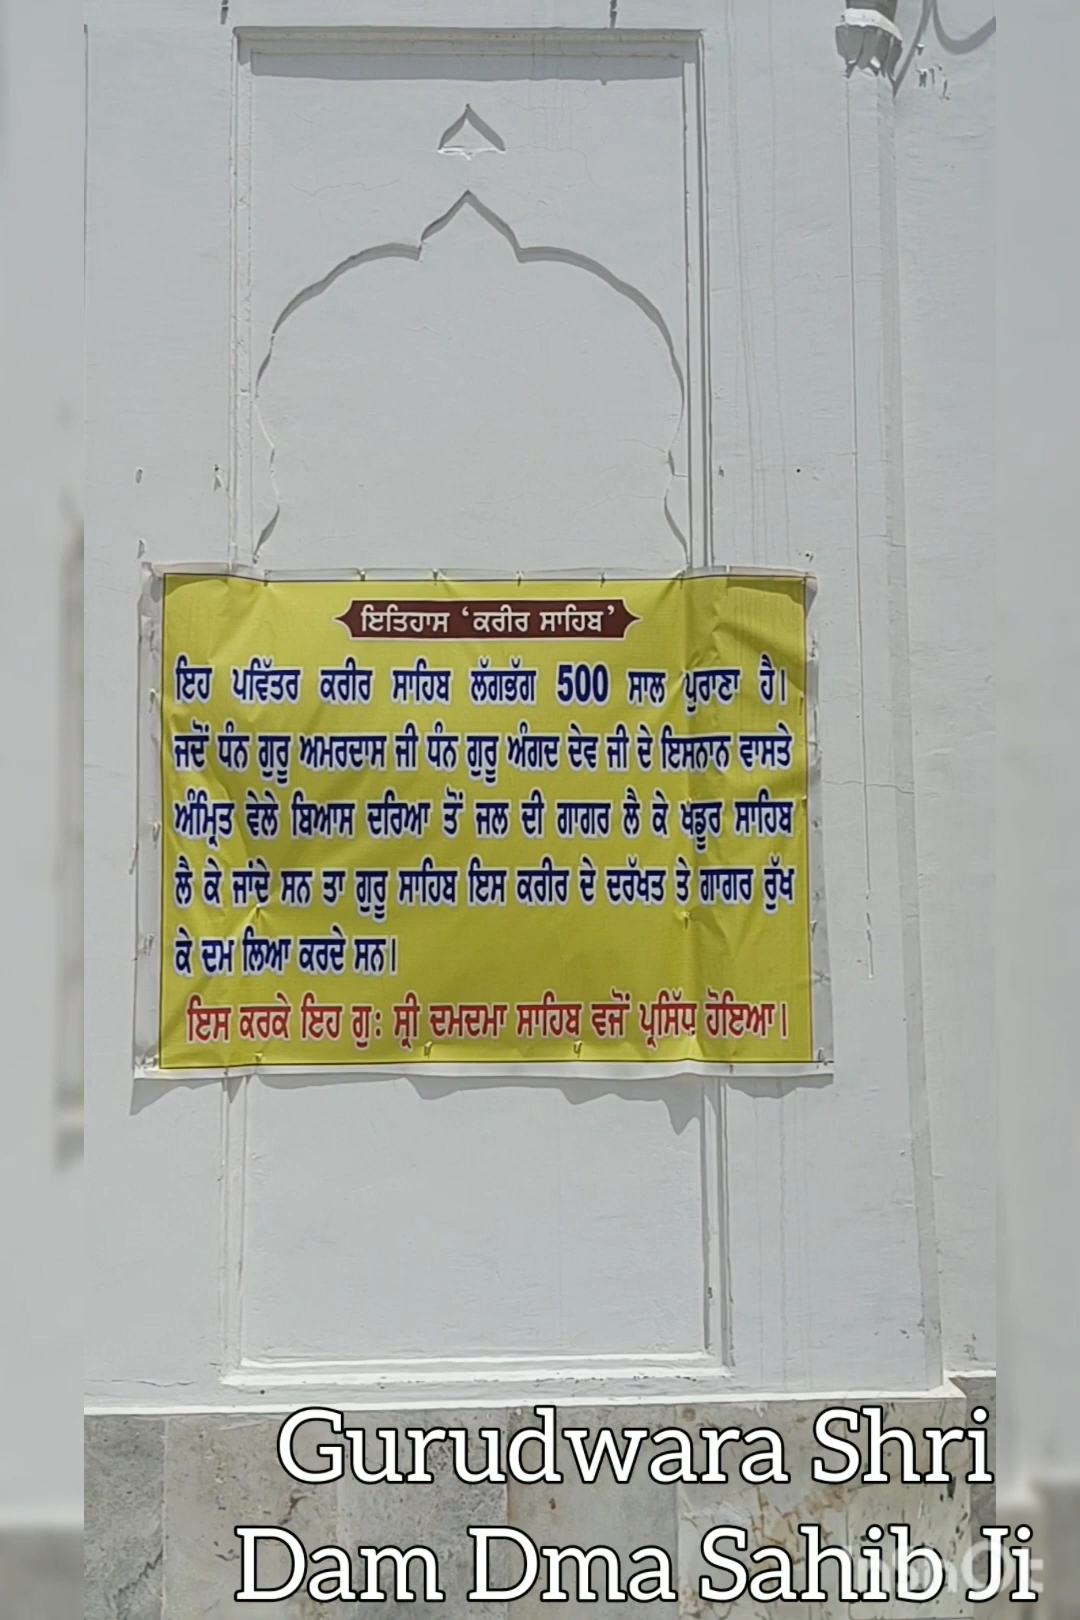 ਇਤਿਹਾਸ ‘ਕਰੀਰ ਸਾਹਿਬ’
ਇਹ ਪਵਿੱਤਰ ਕਰੀਰ ਸਾਹਿਬ ਲੱਗਭੱਗ 500 ਸਾਲ ਪੁਰਾਣਾ ਹੈ।
ਜਦੋਂ ਧੰਨ ਗੁਰੂ ਅਮਰਦਾਸ ਜੀ ਧੰਨ ਗੁਰੂ ਅੰਗਦ ਦੇਵ ਜੀ ਦੇ ਇਸਨਾਨ ਵਾਸਤੇ
ਅੰਮ੍ਰਿਤ ਵੇਲੇ ਬਿਆਸ ਦਰਿਆ ਤੋਂ ਜਲ ਦੀ ਗਾਗਰ ਲੈ ਕੇ ਖਡੂਰ ਸਾਹਿਬ
ਲੈ ਕੇ ਜਾਂਦੇ ਸਨ ਤਾ ਗੁਰੂ ਸਾਹਿਬ ਇਸ ਕਰੀਰ ਦੇ ਦਰੱਖਤ ਤੇ ਗਾਗਰ ਰੁੱਖ
ਕੇ ਦਮ ਲਿਆ ਕਰਦੇ ਸਨ।
ਇਸ ਕਰਕੇ ਇਹ ਗੁ: ਸ੍ਰੀ ਦਮਦਮਾ ਸਾਹਿਬ ਵਜੋਂ ਪ੍ਰਸਿੱਧ ਹੋਇਆ।
Gurudwara Shri
Dam Dma Sahib Ji